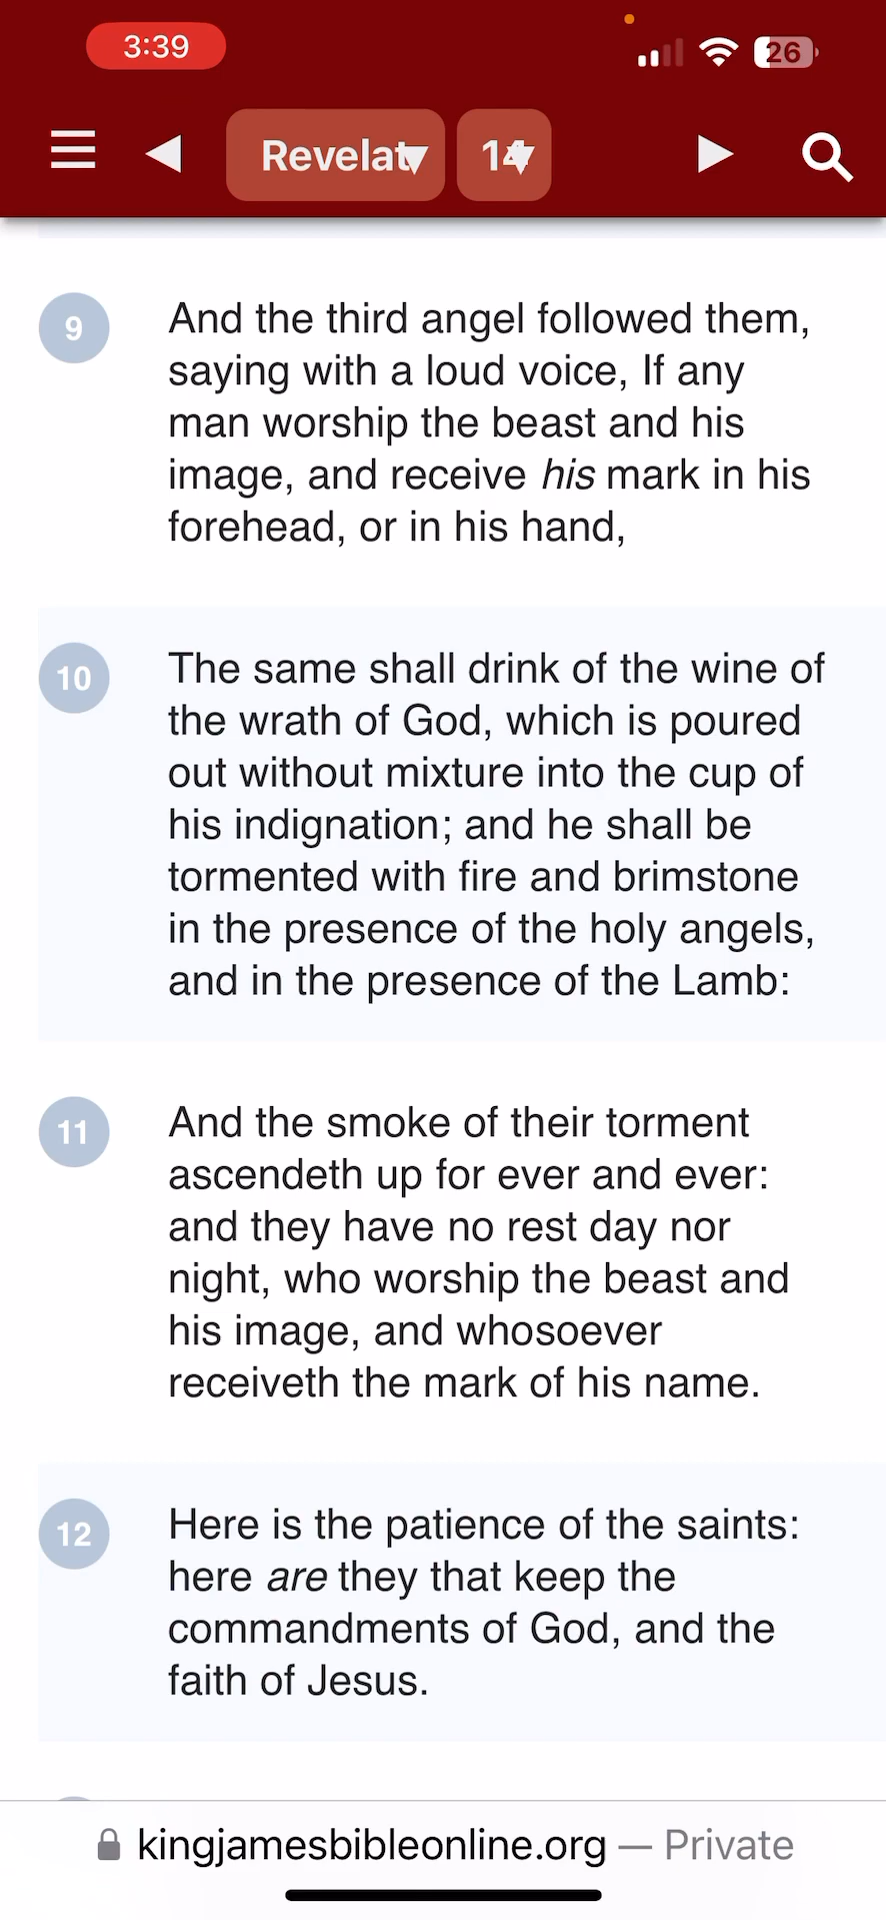 3:39
26
Revelat
14
9
And the third angel followed them,
saying with a loud voice, If any
man worship the beast and his
image, and receive his mark in his
forehead, or in his hand,
10
The same shall drink of the wine of
the wrath of God, which is poured
out without mixture into the cup of
his indignation; and he shall be
tormented with fire and brimstone
in the presence of the holy angels,
and in the presence of the Lamb:
11
And the smoke of their torment
ascendeth up for ever and ever:
and they have no rest day nor
night, who worship the beast and
his image, and whosoever
receiveth the mark of his name.
12
Here is the patience of the saints:
here are they that keep the
commandments of God, and the
faith of Jesus.
kingjamesbibleonline.org — Private